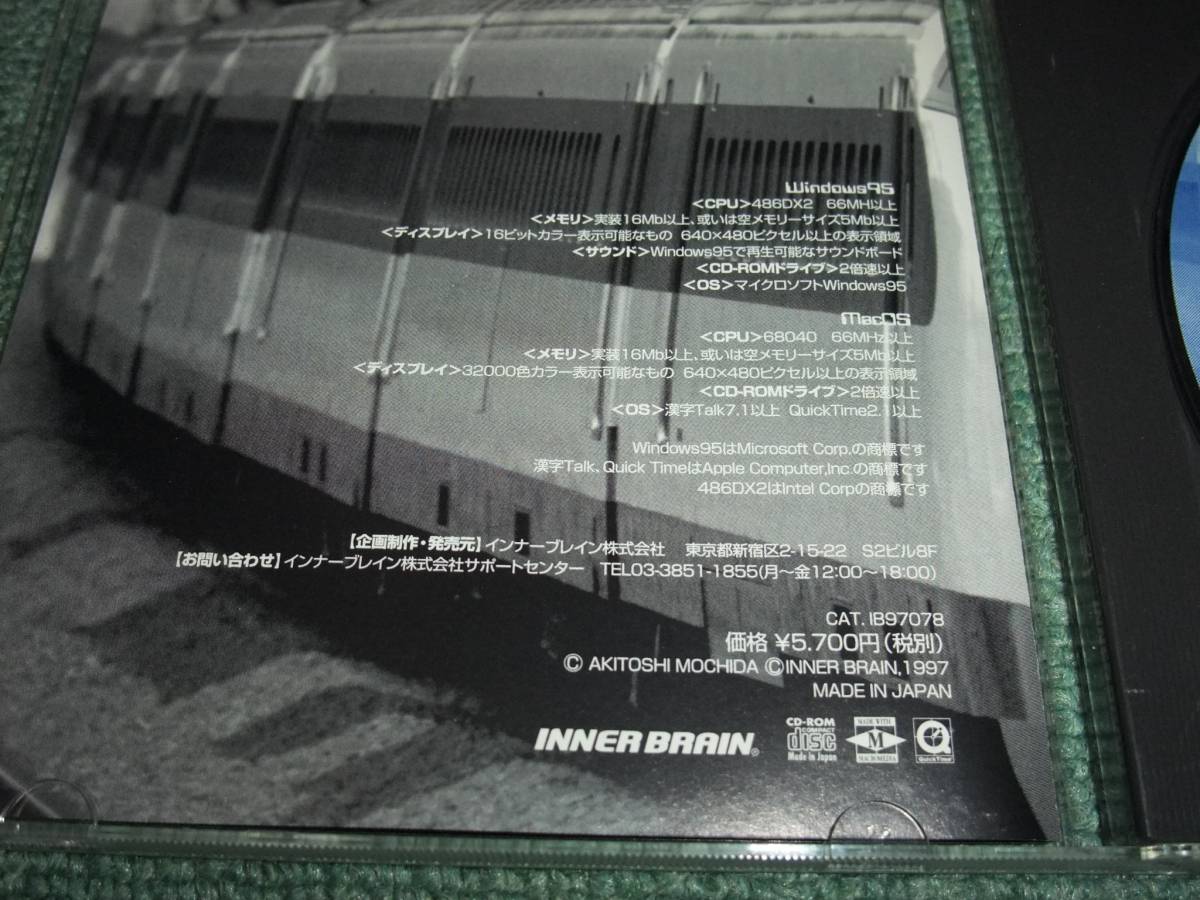 Windows95
<CPU>486DX2 66MH以上
<メモリ>実装16Mb以上、或いは空メモリーサイズ5Mb以上
<ディスプレイ>16ビットカラー表示可能なもの 640×480ピクセル以上の表示領域
<サウンド>Windows95で再生可能なサウンドボード
<CD-ROMドライブ>2倍速以上
<OS>マイクロソフトWindows95
MacOS
<CPU>68040 66MHz以上
<メモリ>実装16Mb以上、或いは空メモリーサイズ5Mb以上
<ディスプレイ>32000色カラー表示可能なもの 640×480ピクセル以上の表示領域
<CD-ROMドライブ>2倍速以上
<OS>漢字Talk7.1以上 QuickTime2.1以上
Windows95はMicrosoft Corp.の商標です
漢字Talk、Quick TimeはApple Computer,Inc.の商標です
486DX2はIntel Corpの商標です
【企画制作・発売元】インナーブレイン株式会社 東京都新宿区2-15-22 S2ビル8F
【お問い合わせ】インナーブレイン株式会社サポートセンター TEL03-3851-1855(月〜金12:00〜18:00)
CAT. IB97078
価格 ¥5.700円(税別)
© AKITOSHI MOCHIDA ©INNER BRAIN,1997
MADE IN JAPAN
INNER BRAIN®
CD-ROM
COMPACT
disc
Made in Japan
MADE WITH
M
MACROMEDIA
QuickTime